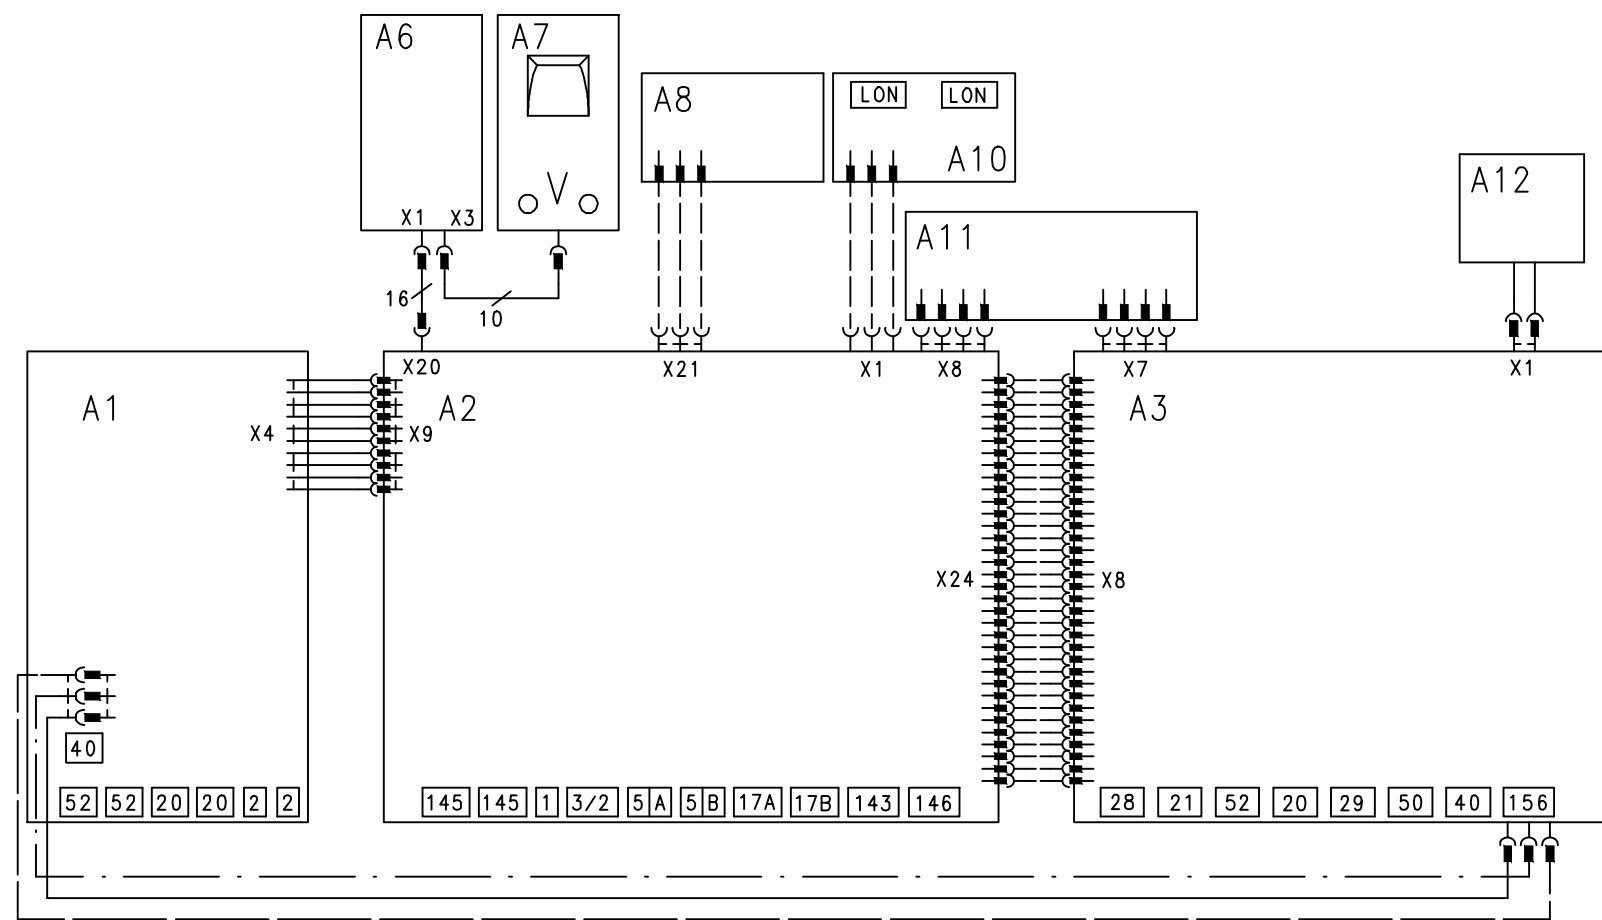 A6
A7
A8
LON LON
A10
A12
V
X1 X3
A11
16
10
X20 X21 X1 X8 X7 X1
A1 A2 A3
X4 X9
X24 X8
40
52 52 20 20 2 2
145 145 1 3/2 5 A 5 B 17A 17B 143 146
28 21 52 20 29 50 40 156